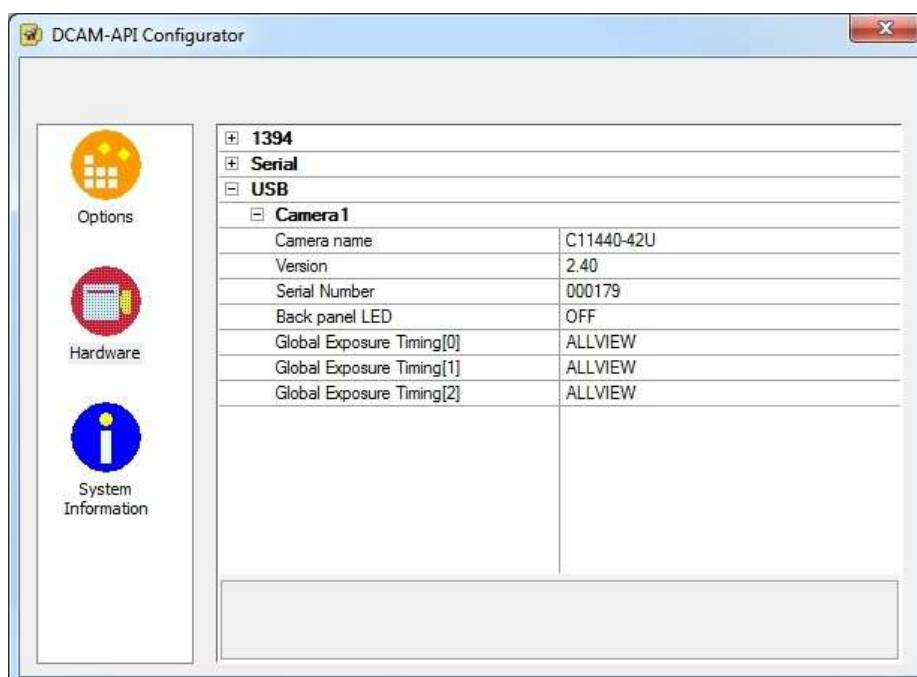 DCAM-API Configurator
Options
Hardware
System
Information
1394
Serial
USB
Camera1
Camera name C11440-42U
Version 2.40
Serial Number 000179
Back panel LED OFF
Global Exposure Timing[0] ALLVIEW
Global Exposure Timing[1] ALLVIEW
Global Exposure Timing[2] ALLVIEW